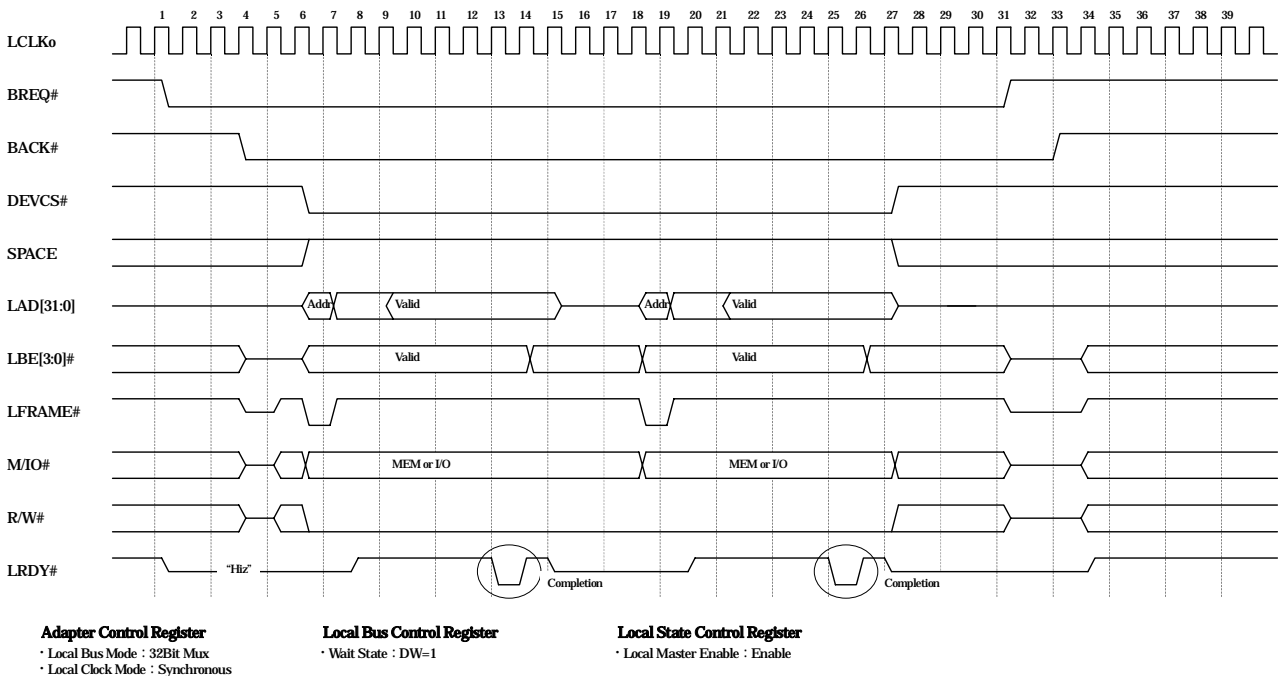 1 2 3 4 6 7 8 9 10 11 12 13 14 15 16 17 18 19 20 21 22 23 24 25 26 27 28 29 30 31 32 33 34 35 36 37 38 39
LCLKo
BREQ#
BACK#
DEVCS#
SPACE
LAD[31:0] Addr Valid Addr Valid
LBE[3:0]# Valid Valid
LFRAME#
M/IO# MEM or I/O MEM or I/O
R/W#
LRDY# “Hiz” Completion Completion
Adapter Control Register
・Local Bus Mode：32Bit Mux
・Local Clock Mode：Synchronous
Local Bus Control Register
・Wait State：DW=1
Local State Control Register
・Local Master Enable：Enable